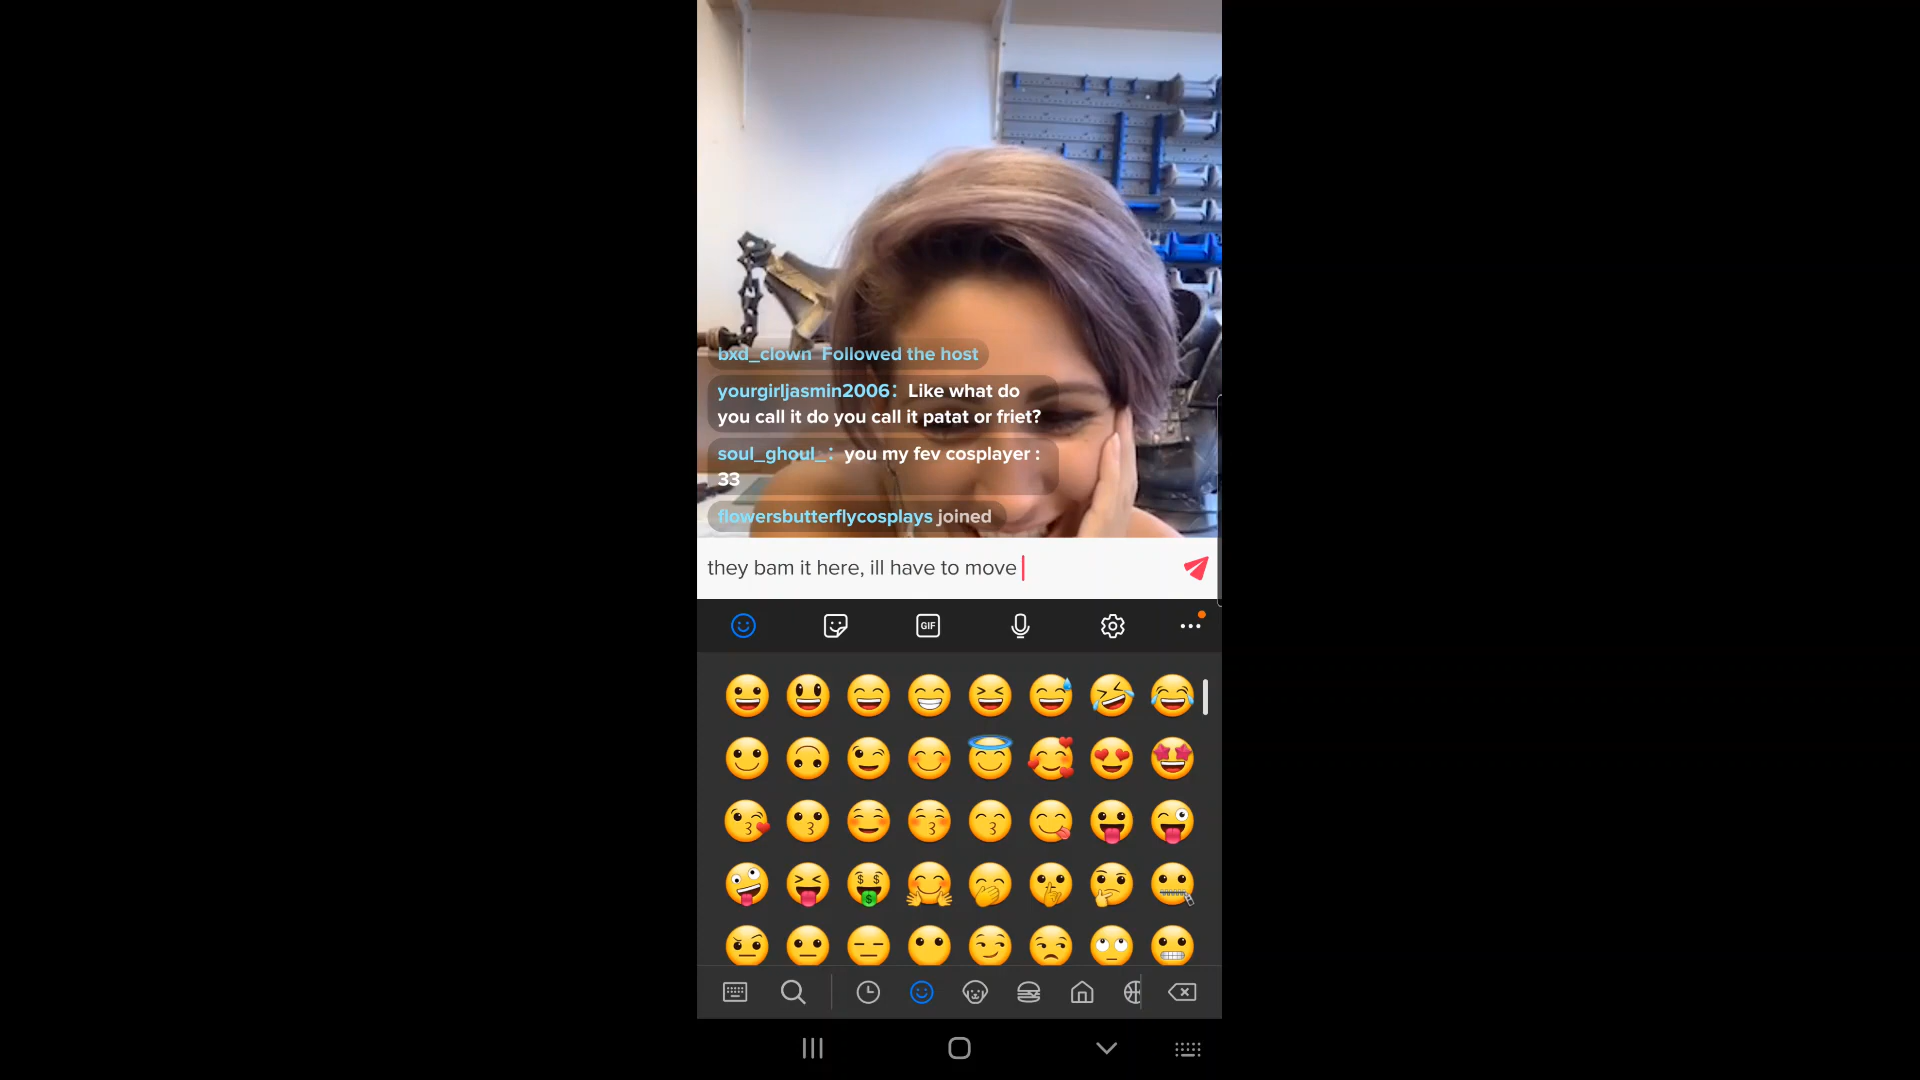 bxd_clown Followed the host
yourgirljasmin2006: Like what do
you call it do you call it patat or friet?
soul_ghoul_: you my fev cosplayer :
33
flowersbutterflycosplays joined
they bam it here, ill have to move
GIF